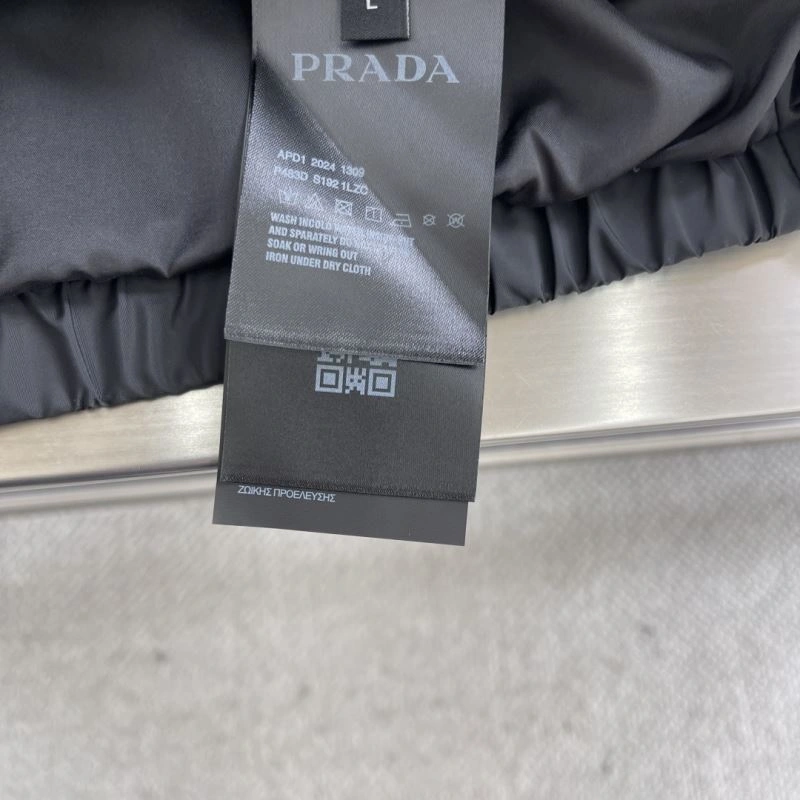 L
PRADA
APD1 2024 1309
P483D S192 1LZC
WASH INCOLD
AND SPARATELY
SOAK OR WRING OUT
IRON UNDER DRY CLOTH
ΖΩΙΚΗΣ ΠΡΟΕΛΕΥΣΗΣ